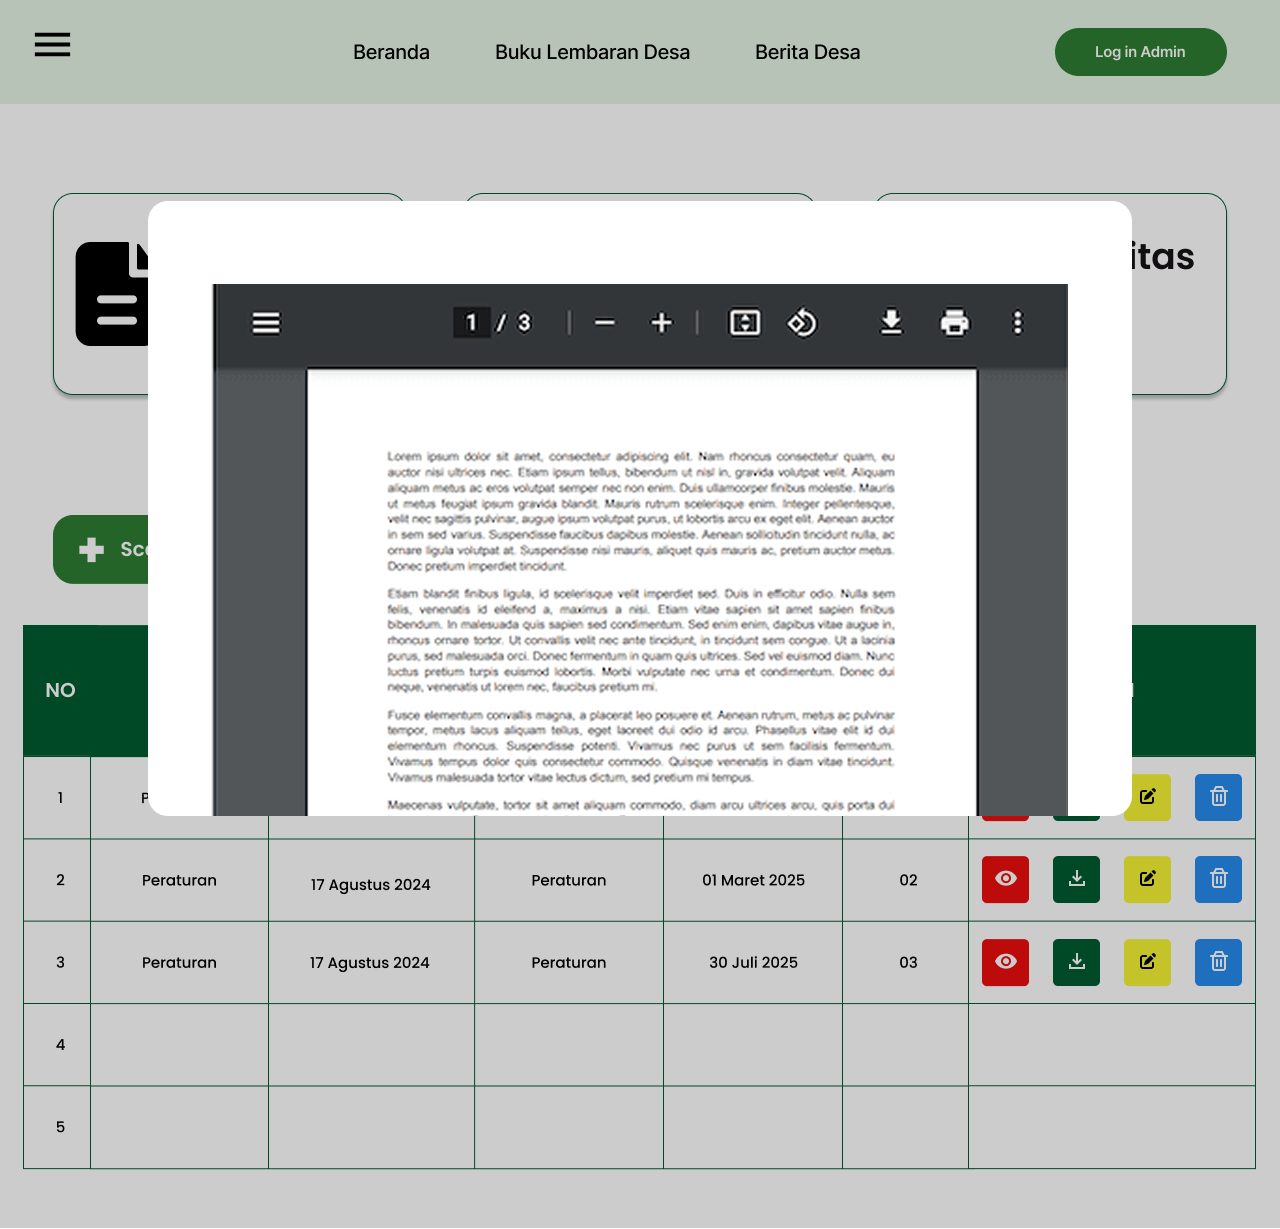 Beranda
Buku Lembaran Desa
Berita Desa
Log in Admin
itas
1 / 3
Lorem ipsum dolor sit amet, consectetur adipiscing elit. Nam rhoncus consectetur quam, eu
auctor nisi ultrices nec. Etiam ipsum tellus, bibendum ut nisl in, gravida volutpat velit. Aliquam
aliquam metus ac eros volutpat semper nec non enim. Duis ullamcorper finibus molestie. Mauris
ut metus feugiat ipsum gravida blandit. Mauris rutrum scelerisque enim. Integer pellentesque,
velit nec sagittis pulvinar, augue ipsum volutpat purus, ut lobortis arcu ex eget elit. Aenean auctor
in sem sed varius. Suspendisse faucibus dapibus molestie. Aenean sollicitudin tincidunt nulla, ac
ornare ligula volutpat at. Suspendisse nisi mauris, aliquet quis mauris ac, pretium auctor metus.
Donec pretium imperdiet tincidunt.
Etiam blandit finibus ligula, id scelerisque velit imperdiet sed. Duis in efficitur odio. Nulla sem
felis, venenatis id eleifend a, maximus a nisi. Etiam vitae sapien sit amet sapien finibus
bibendum. In malesuada quis sapien sed condimentum. Sed enim enim, dapibus vitae augue in,
rhoncus ornare tortor. Ut convallis velit nec ante tincidunt, in tincidunt sem congue. Ut a lacinia
purus, sed malesuada orci. Donec fermentum in quam quis ultrices. Sed vel euismod diam. Nunc
luctus pretium turpis euismod lobortis. Morbi vulputate nec urna et condimentum. Donec dui
neque, venenatis ut lorem nec, faucibus pretium mi.
Fusce elementum convallis magna, a placerat leo posuere et. Aenean rutrum, metus ac pulvinar
tempor, metus lacus aliquam tellus, eget laoreet dui odio id arcu. Phasellus vitae elit id dui
elementum rhoncus. Suspendisse potenti. Vivamus nec purus ut sem facilisis fermentum.
Vivamus tempus dolor quis consectetur commodo. Quisque venenatis in diam vitae tincidunt.
Vivamus malesuada tortor vitae lectus dictum, sed pretium mi tempus.
Maecenas vulputate, tortor sit amet aliquam commodo, diam arcu ultrices arcu, quis porta dui
NO
1 P
2 Peraturan 17 Agustus 2024 Peraturan 01 Maret 2025 02
3 Peraturan 17 Agustus 2024 Peraturan 30 Juli 2025 03
4
5